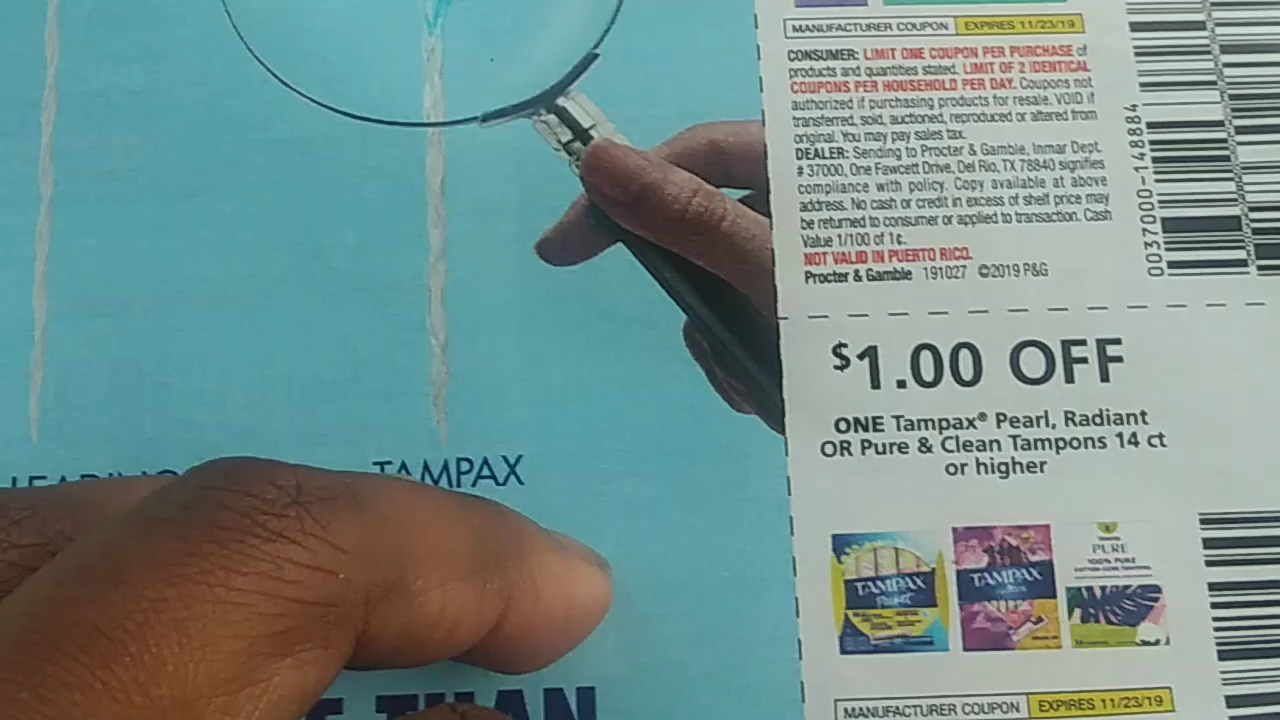 MANUFACTURER COUPON EXPIRES 11/23/19
CONSUMER: LIMIT ONE COUPON PER PURCHASE of
products and quantities stated. LIMIT OF 2 IDENTICAL
COUPONS PER HOUSEHOLD PER DAY. Coupons not
authorized if purchasing products for resale. VOID if
transferred, sold, auctioned, reproduced or altered from
original. You may pay sales tax.
DEALER: Sending to Procter & Gamble, Inmar Dept.
# 37000, One Fawcett Drive, Del Rio, TX 78840 signifies
compliance with policy. Copy available at above
address. No cash or credit in excess of shelf price may
be returned to consumer or applied to transaction. Cash
Value 1/100 of 1¢.
NOT VALID IN PUERTO RICO.
Procter & Gamble 191027 ©2019 P&G
0037000-148884
$1.00 OFF
ONE Tampax® Pearl, Radiant
OR Pure & Clean Tampons 14 ct
or higher
TAMPAX
Pearl
TAMPAX
PURE
100% PURE
MANUFACTURER COUPON EXPIRES 11/23/19
TAMPAX
THAN